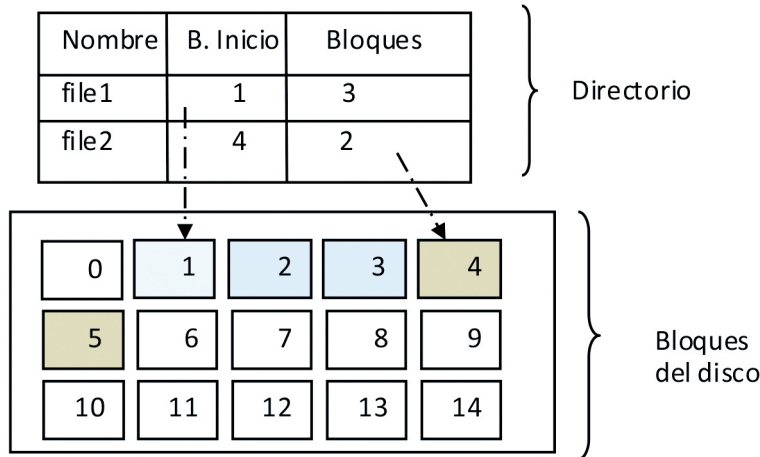 Nombre B. Inicio Bloques
file1 1 3
file2 4 2
Directorio
0 1 2 3 4
5 6 7 8 9
10 11 12 13 14
Bloques
del disco